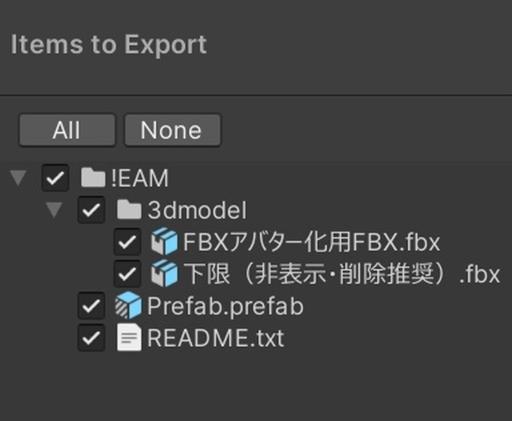 Items to Export
All None
!EAM
3dmodel
FBXアバター化用FBX.fbx
下限（非表示・削除推奨）.fbx
Prefab.prefab
README.txt